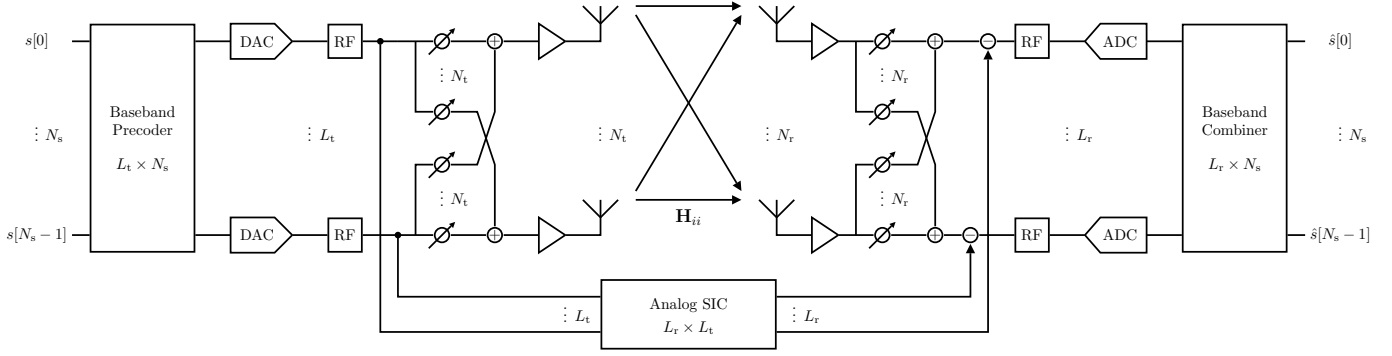 s[0]
DAC
RF
+
+
−
RF
ADC
ŝ[0]
⋮ N_t
⋮ N_r
Baseband
Precoder
L_t × N_s
Baseband
Combiner
L_r × N_s
⋮ N_s
⋮ L_t
⋮ N_t
⋮ N_r
⋮ L_r
⋮ N_s
⋮ N_t
⋮ N_r
H_ii
s[N_s − 1]
DAC
RF
+
+
−
RF
ADC
ŝ[N_s − 1]
Analog SIC
L_r × L_t
⋮ L_t
⋮ L_r